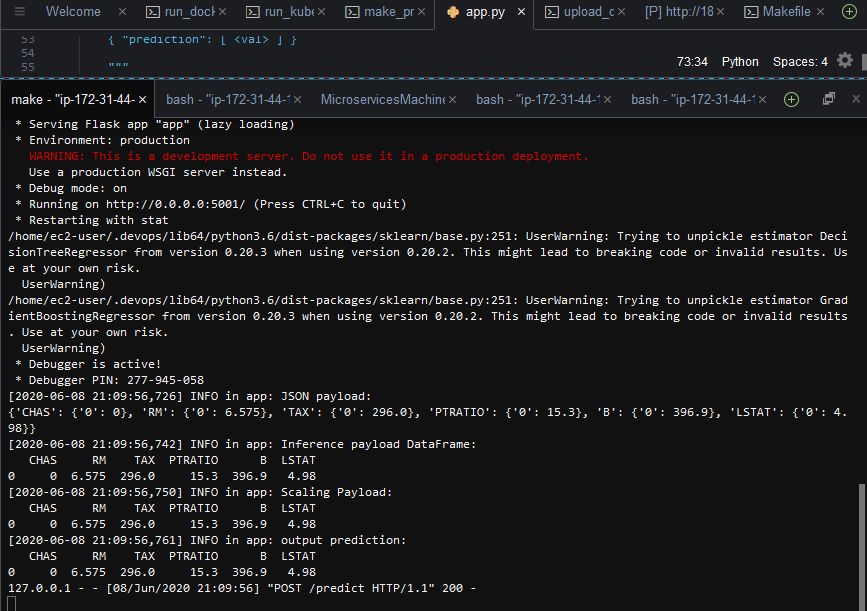 Welcome
run_dock
run_kube
make_pr
app.py
upload_c
[P] http://18
Makefile
53
{ "prediction": [ <val> ] }
54
55
"""
73:34 Python Spaces: 4
make - "ip-172-31-44-
bash - "ip-172-31-44-1
MicroservicesMachine
bash - "ip-172-31-44-1
bash - "ip-172-31-44-1
* Serving Flask app "app" (lazy loading)
* Environment: production
WARNING: This is a development server. Do not use it in a production deployment.
Use a production WSGI server instead.
* Debug mode: on
* Running on http://0.0.0.0:5001/ (Press CTRL+C to quit)
* Restarting with stat
/home/ec2-user/.devops/lib64/python3.6/dist-packages/sklearn/base.py:251: UserWarning: Trying to unpickle estimator Deci
sionTreeRegressor from version 0.20.3 when using version 0.20.2. This might lead to breaking code or invalid results. Us
e at your own risk.
UserWarning)
/home/ec2-user/.devops/lib64/python3.6/dist-packages/sklearn/base.py:251: UserWarning: Trying to unpickle estimator Grad
ientBoostingRegressor from version 0.20.3 when using version 0.20.2. This might lead to breaking code or invalid results
. Use at your own risk.
UserWarning)
* Debugger is active!
* Debugger PIN: 277-945-058
[2020-06-08 21:09:56,726] INFO in app: JSON payload:
{'CHAS': {'0': 0}, 'RM': {'0': 6.575}, 'TAX': {'0': 296.0}, 'PTRATIO': {'0': 15.3}, 'B': {'0': 396.9}, 'LSTAT': {'0': 4.
98}}
[2020-06-08 21:09:56,742] INFO in app: Inference payload DataFrame:
CHAS RM TAX PTRATIO B LSTAT
0 0 6.575 296.0 15.3 396.9 4.98
[2020-06-08 21:09:56,750] INFO in app: Scaling Payload:
CHAS RM TAX PTRATIO B LSTAT
0 0 6.575 296.0 15.3 396.9 4.98
[2020-06-08 21:09:56,761] INFO in app: output prediction:
CHAS RM TAX PTRATIO B LSTAT
0 0 6.575 296.0 15.3 396.9 4.98
127.0.0.1 - - [08/Jun/2020 21:09:56] "POST /predict HTTP/1.1" 200 -